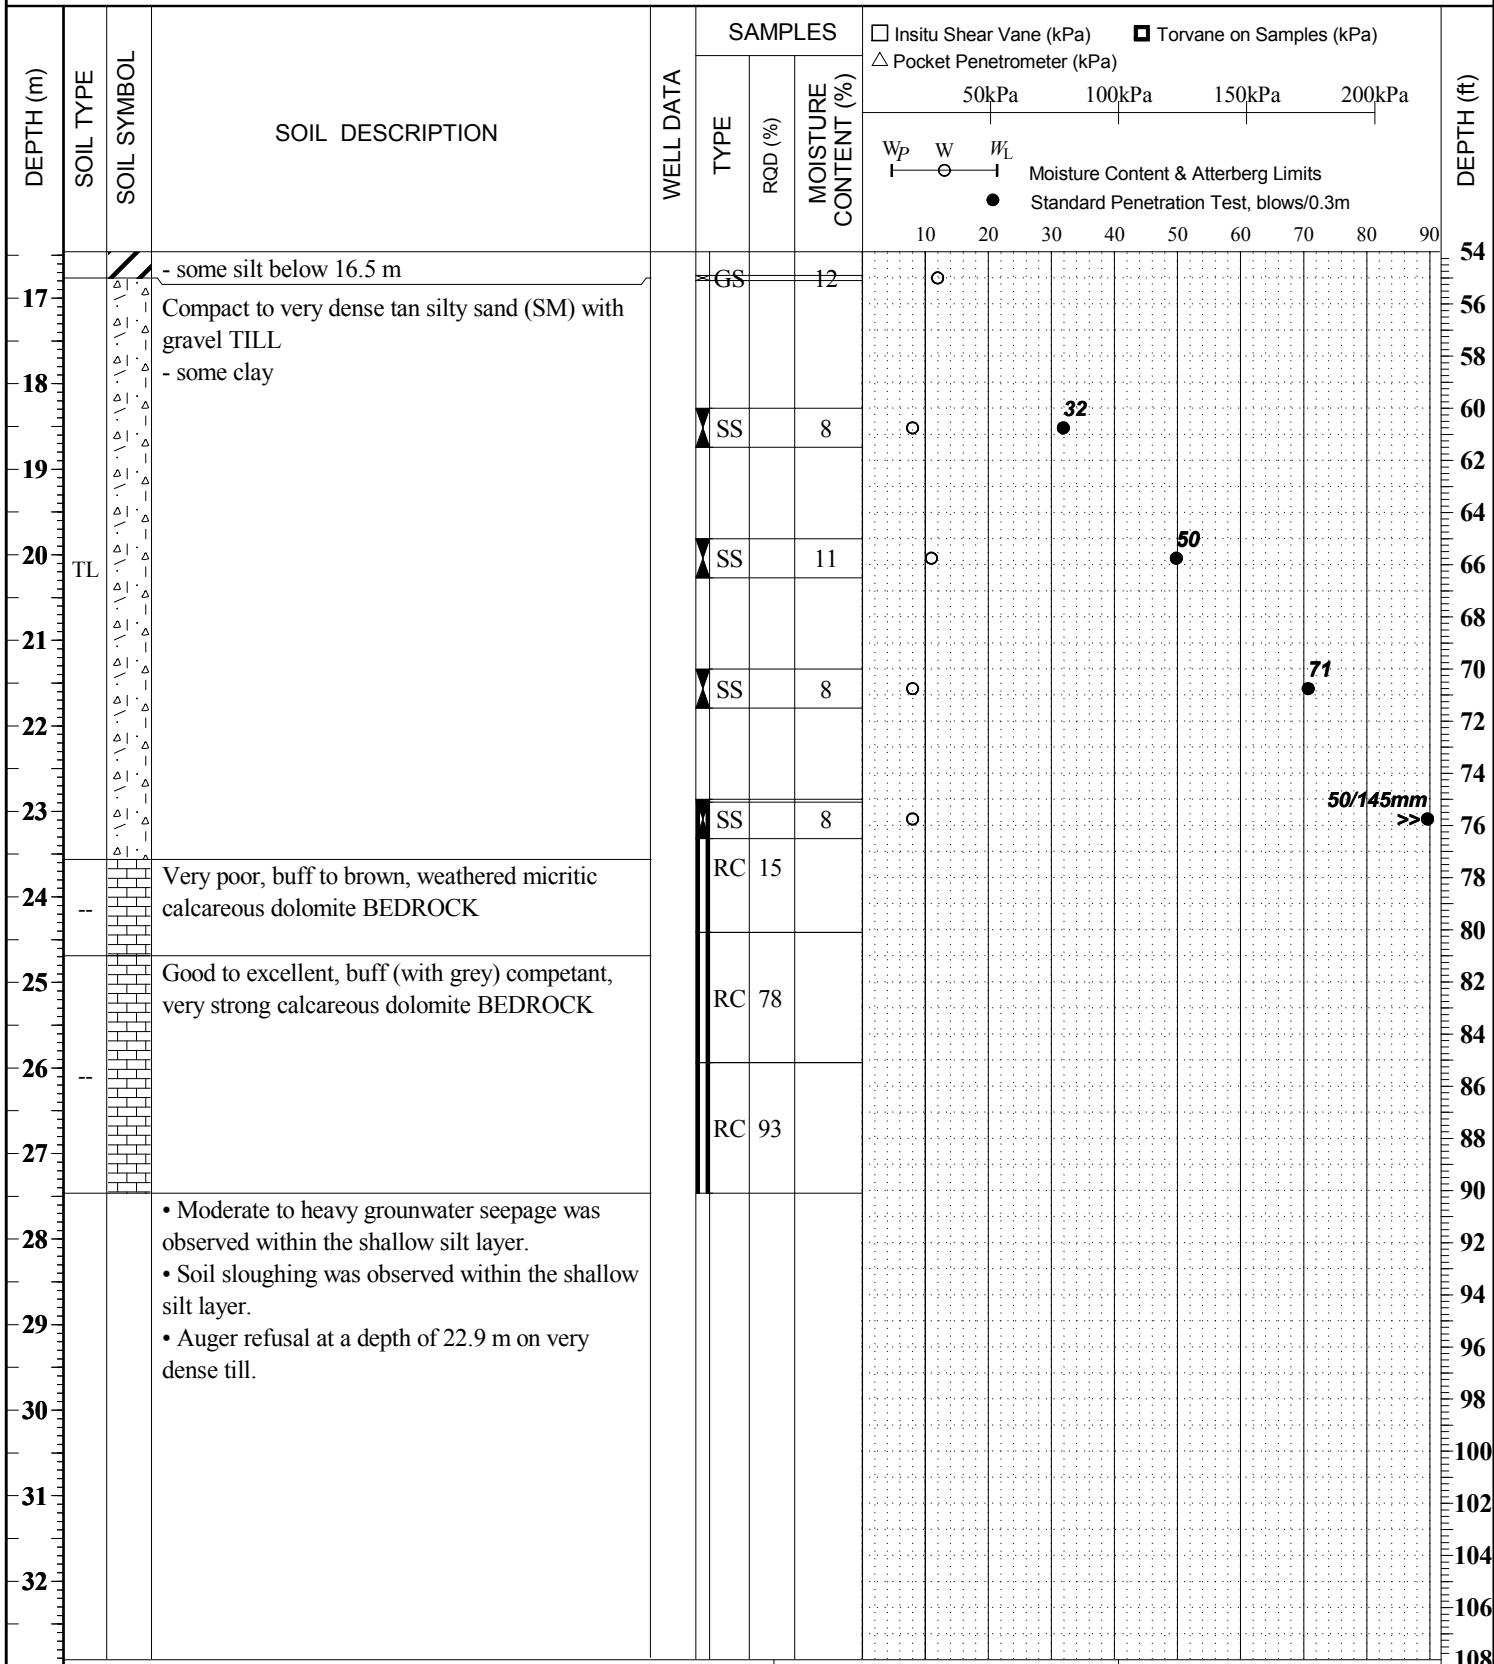 DEPTH (m)
SOIL TYPE
SOIL SYMBOL
SOIL DESCRIPTION
WELL DATA
SAMPLES
TYPE
RQD (%)
MOISTURE
CONTENT (%)
Insitu Shear Vane (kPa)
Torvane on Samples (kPa)
Pocket Penetrometer (kPa)
50kPa 100kPa 150kPa 200kPa
WP W WL
Moisture Content & Atterberg Limits
Standard Penetration Test, blows/0.3m
10 20 30 40 50 60 70 80 90
DEPTH (ft)
17
18
19
20
21
22
23
24
25
26
27
28
29
30
31
32
TL
--
--
- some silt below 16.5 m
Compact to very dense tan silty sand (SM) with
gravel TILL
- some clay
Very poor, buff to brown, weathered micritic
calcareous dolomite BEDROCK
Good to excellent, buff (with grey) competant,
very strong calcareous dolomite BEDROCK
• Moderate to heavy grounwater seepage was
observed within the shallow silt layer.
• Soil sloughing was observed within the shallow
silt layer.
• Auger refusal at a depth of 22.9 m on very
dense till.
GS 12
SS 8
SS 11
SS 8
SS 8
RC 15
RC 78
RC 93
32
50
71
50/145mm
>>
54
56
58
60
62
64
66
68
70
72
74
76
78
80
82
84
86
88
90
92
94
96
98
100
102
104
106
108